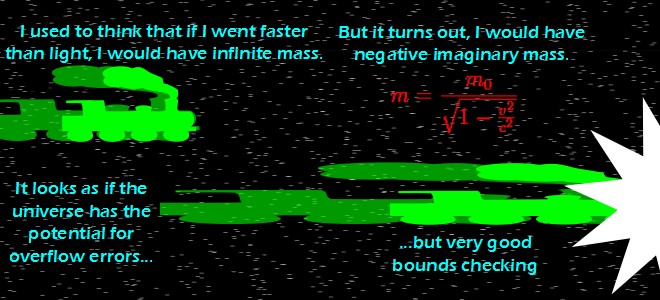 I used to think that if I went faster
than light, I would have infinite mass.
But it turns out, I would have
negative imaginary mass.
m = m₀ / √(1 − v²/c²)
It looks as if the
universe has the
potential for
overflow errors...
...but very good
bounds checking